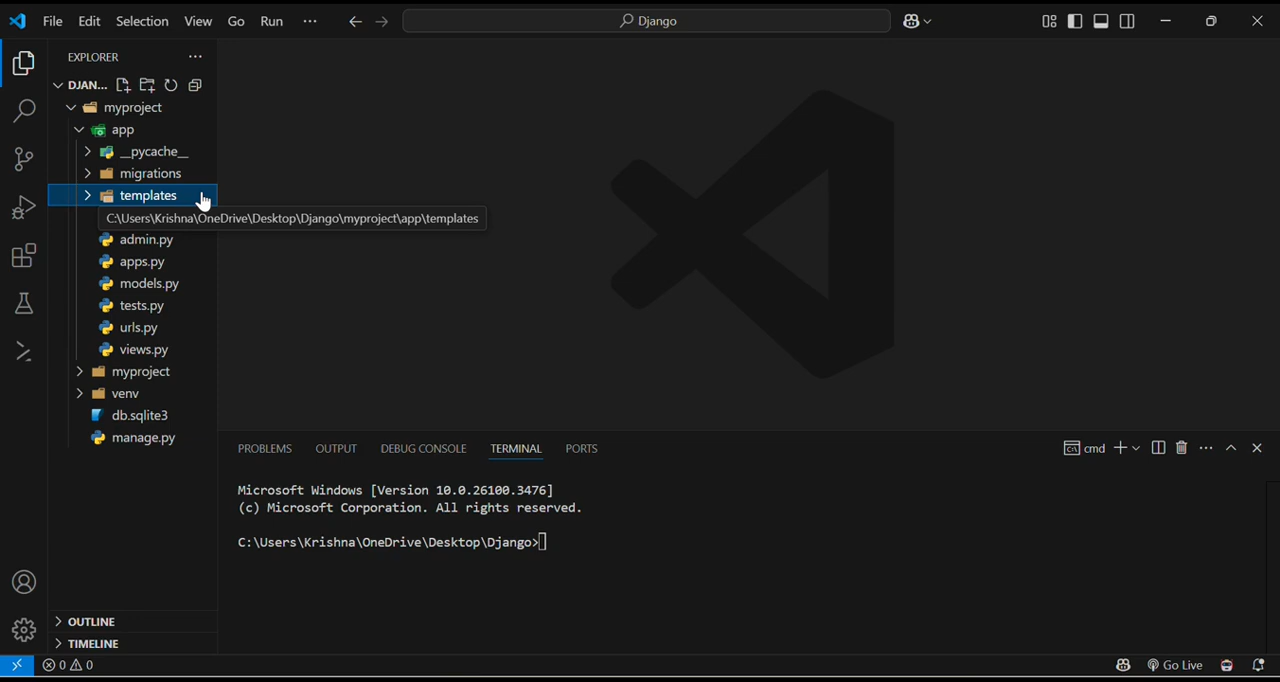 File Edit Selection View Go Run ··· Django
EXPLORER ···
DJAN...
myproject
app
__pycache__
migrations
templates
C:\Users\Krishna\OneDrive\Desktop\Django\myproject\app\templates
admin.py
apps.py
models.py
tests.py
urls.py
views.py
myproject
venv
db.sqlite3
manage.py
PROBLEMS OUTPUT DEBUG CONSOLE TERMINAL PORTS cmd
Microsoft Windows [Version 10.0.26100.3476]
(c) Microsoft Corporation. All rights reserved.
C:\Users\Krishna\OneDrive\Desktop\Django>
OUTLINE
TIMELINE
0 0 Go Live